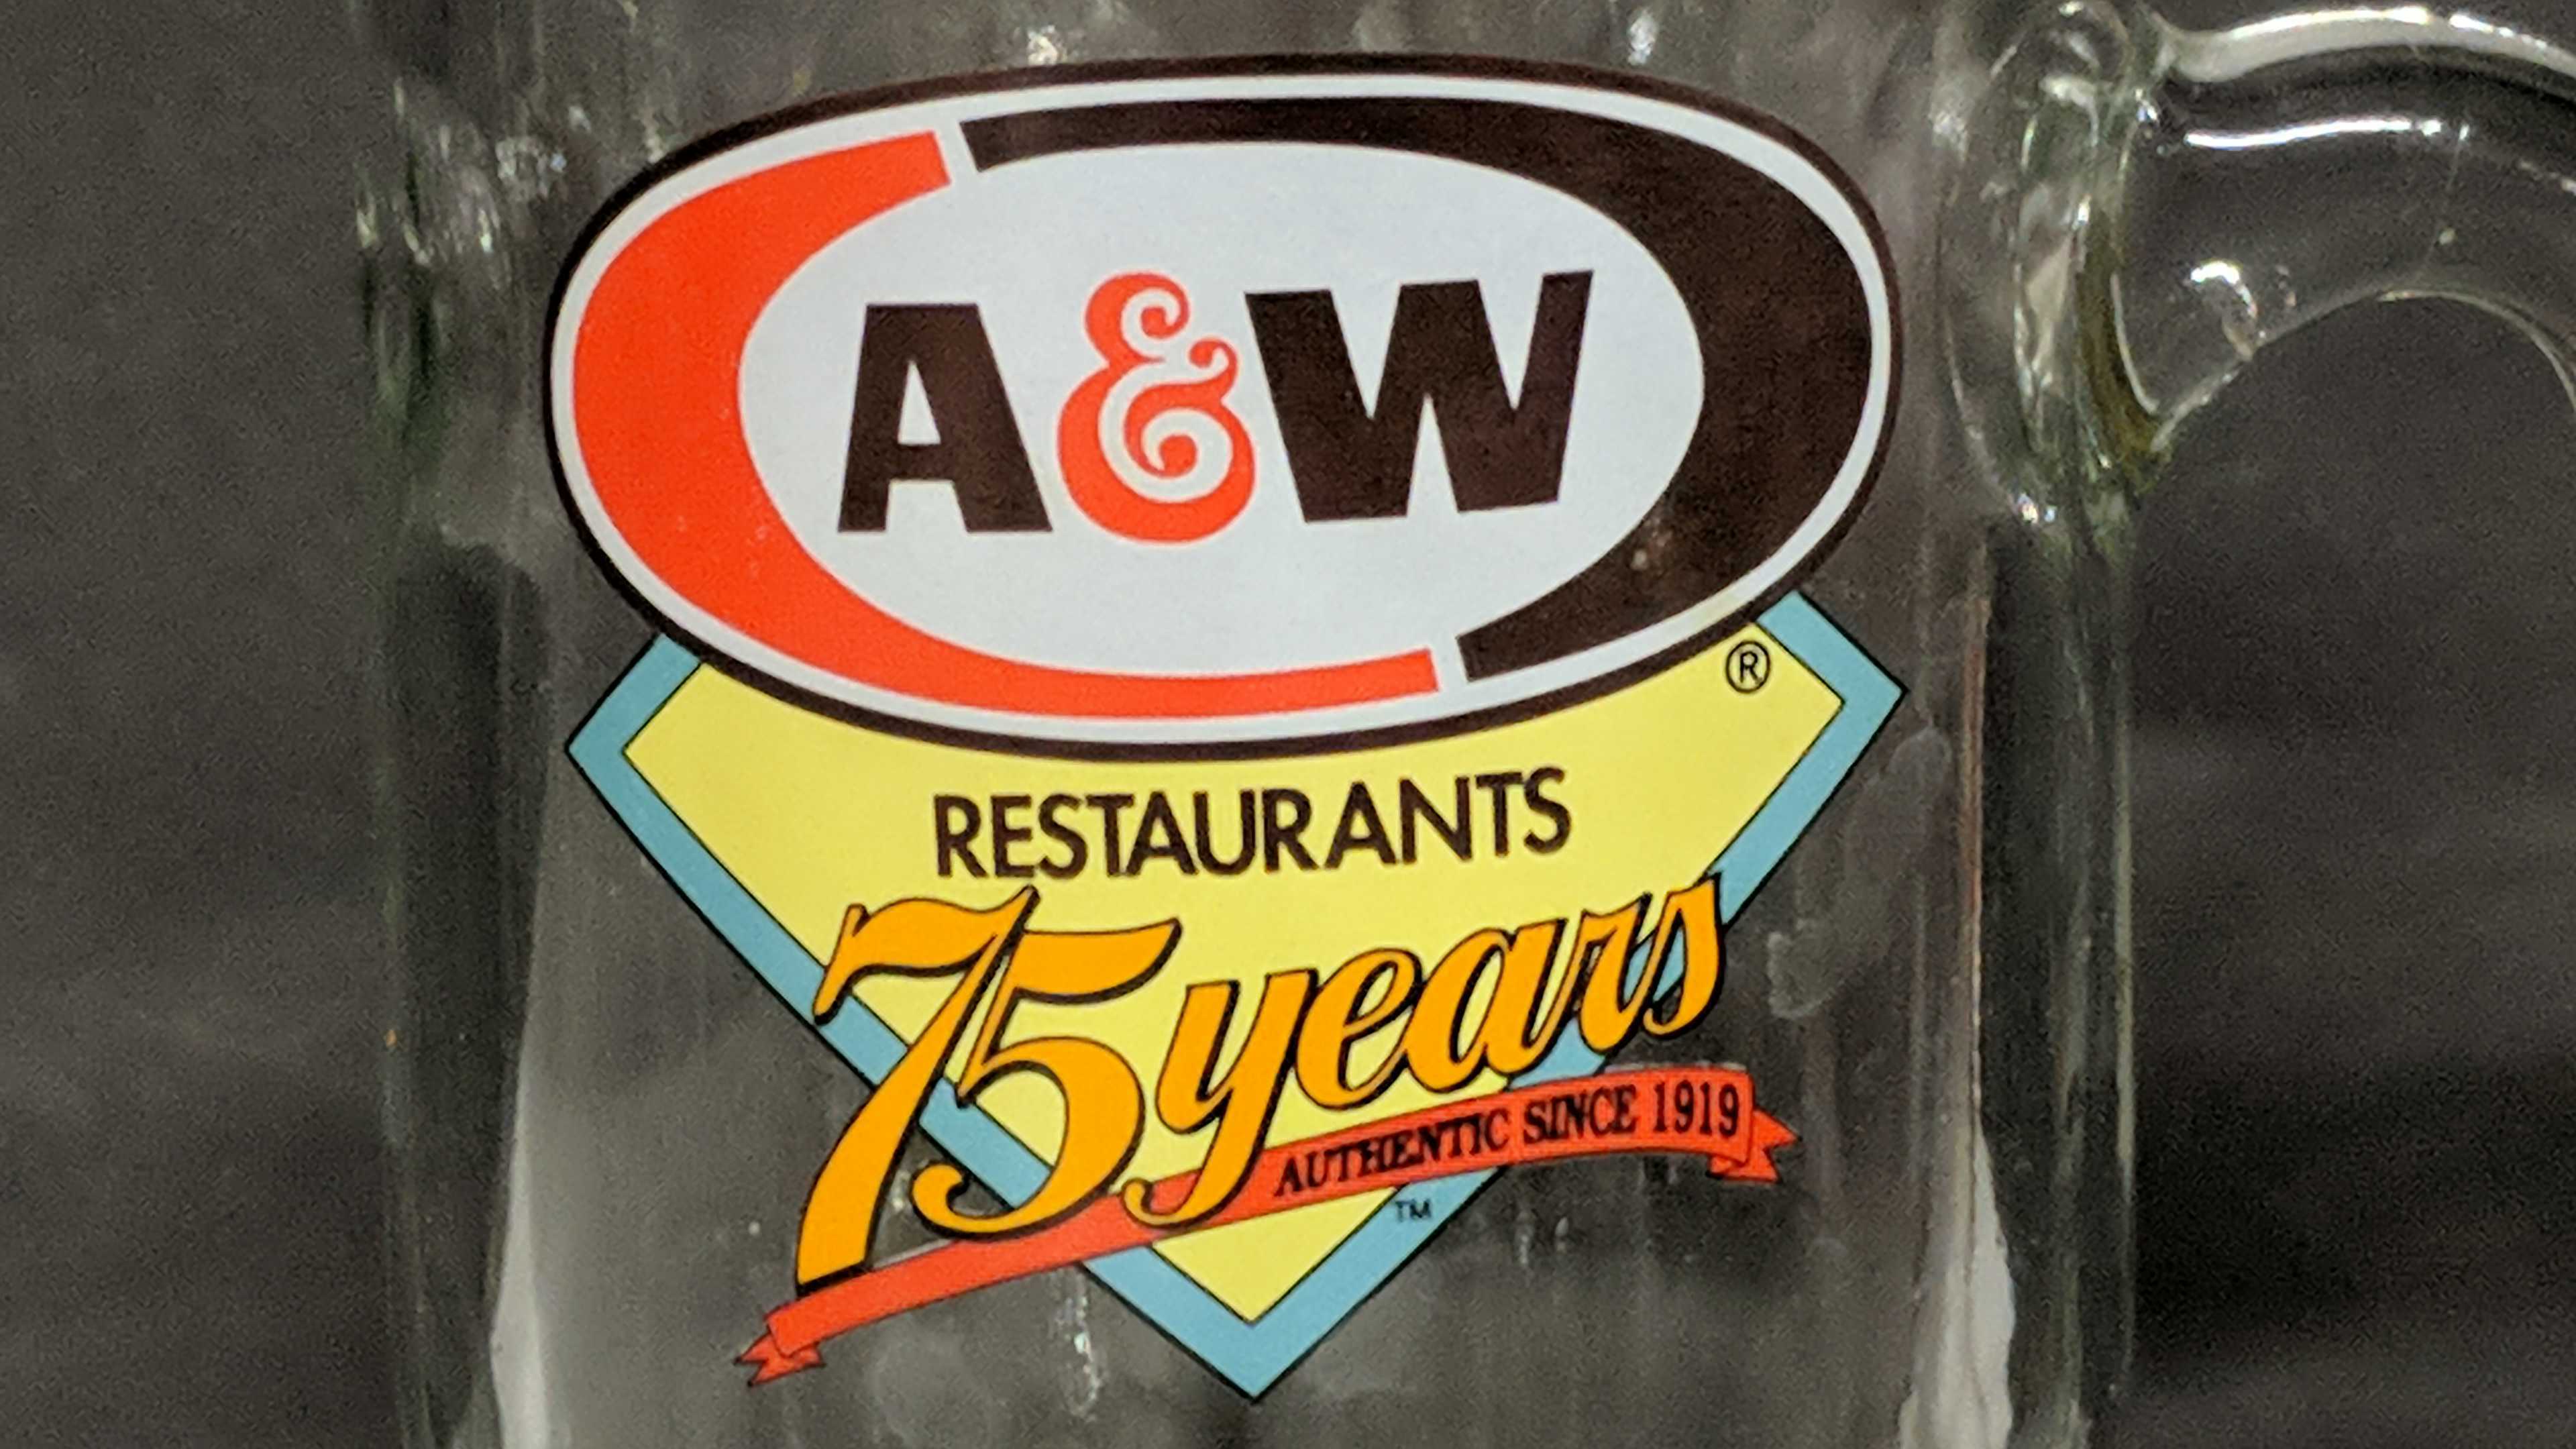 A&W
®
RESTAURANTS
75 years
AUTHENTIC SINCE 1919
TM